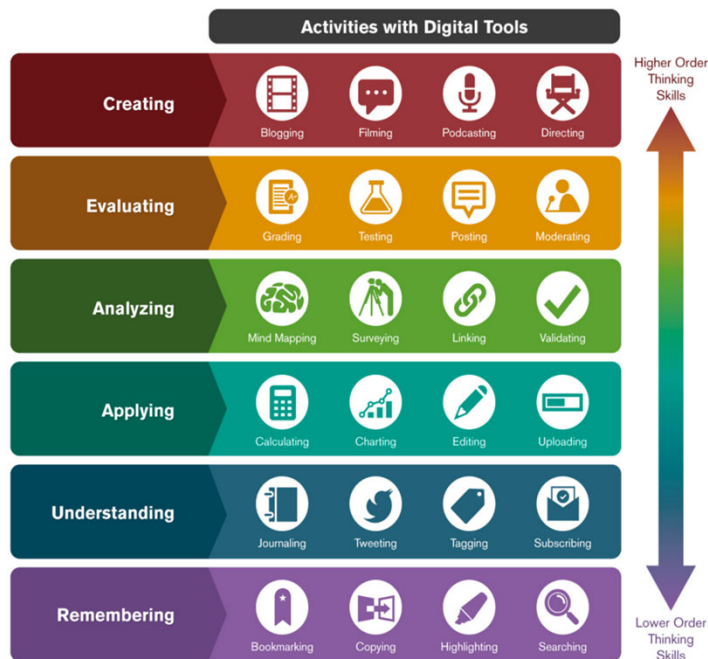 Activities with Digital Tools
Higher Order
Thinking
Skills
Creating
Blogging Filming Podcasting Directing
Evaluating
A+
Grading Testing Posting Moderating
Analyzing
Mind Mapping Surveying Linking Validating
Applying
Calculating Charting Editing Uploading
Understanding
Journaling Tweeting Tagging Subscribing
Remembering
Bookmarking Copying Highlighting Searching
Lower Order
Thinking
Skills